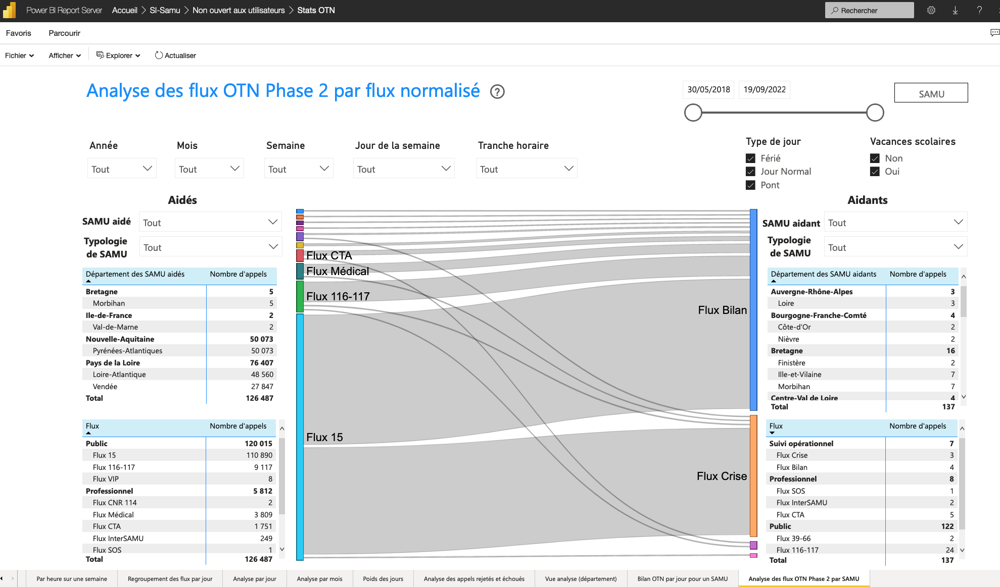 Power BI Report Server Accueil > SI-Samu > Non ouvert aux utilisateurs > Stats OTN
Rechercher ?
Favoris Parcourir
Fichier Afficher Explorer Actualiser
Analyse des flux OTN Phase 2 par flux normalisé ?
30/05/2018 19/09/2022
SAMU
Année Mois Semaine Jour de la semaine Tranche horaire
Tout Tout Tout Tout Tout
Type de jour
Férié
Jour Normal
Pont
Vacances scolaires
Non
Oui
Aidés
SAMU aidé Tout
Typologie
de SAMU Tout
Département des SAMU aidés Nombre d'appels
Bretagne 5
Morbihan 5
Ile-de-France 2
Val-de-Marne 2
Nouvelle-Aquitaine 50 073
Pyrénées-Atlantiques 50 073
Pays de la Loire 76 407
Loire-Atlantique 48 560
Vendée 27 847
Total 126 487
Flux Nombre d'appels
Public 120 015
Flux 15 110 890
Flux 116-117 9 117
Flux VIP 8
Professionnel 5 812
Flux CNR 114 2
Flux Médical 3 809
Flux CTA 1 751
Flux InterSAMU 249
Flux SOS 1
Total 126 487
Flux CTA
Flux Médical
Flux 116-117
Flux 15
Flux Bilan
Flux Crise
Aidants
SAMU aidant Tout
Typologie
de SAMU Tout
Département des SAMU aidants Nombre d'appels
Auvergne-Rhône-Alpes 3
Loire 3
Bourgogne-Franche-Comté 4
Côte-d'Or 2
Nièvre 2
Bretagne 16
Finistère 2
Ille-et-Vilaine 7
Morbihan 7
Centre-Val de Loire 4
Total 137
Flux Nombre d'appels
Suivi opérationnel 7
Flux Crise 3
Flux Bilan 4
Professionnel 8
Flux SOS 1
Flux InterSAMU 2
Flux CTA 5
Public 122
Flux 39-66 2
Flux 116-117 24
Total 137
Par heure sur une semaine Regroupement des flux par jour Analyse par jour Analyse par mois Poids des jours Analyse des appels rejetés et échoués Vue analyse (département) Bilan OTN par jour pour un SAMU Analyse des flux OTN Phase 2 par SAMU